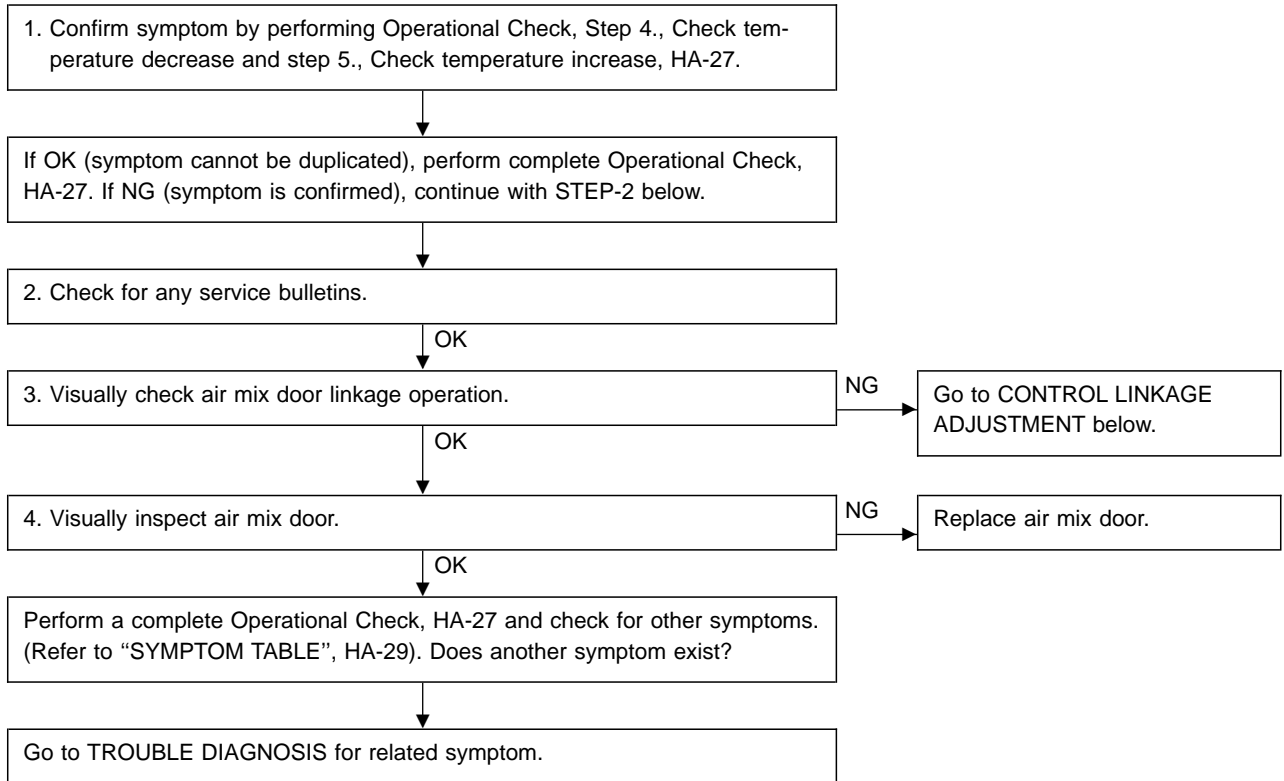 1. Confirm symptom by performing Operational Check, Step 4., Check tem-
perature decrease and step 5., Check temperature increase, HA-27.
If OK (symptom cannot be duplicated), perform complete Operational Check,
HA-27. If NG (symptom is confirmed), continue with STEP-2 below.
2. Check for any service bulletins.
OK
3. Visually check air mix door linkage operation.
NG
Go to CONTROL LINKAGE
ADJUSTMENT below.
OK
4. Visually inspect air mix door.
NG
Replace air mix door.
OK
Perform a complete Operational Check, HA-27 and check for other symptoms.
(Refer to “SYMPTOM TABLE”, HA-29). Does another symptom exist?
Go to TROUBLE DIAGNOSIS for related symptom.